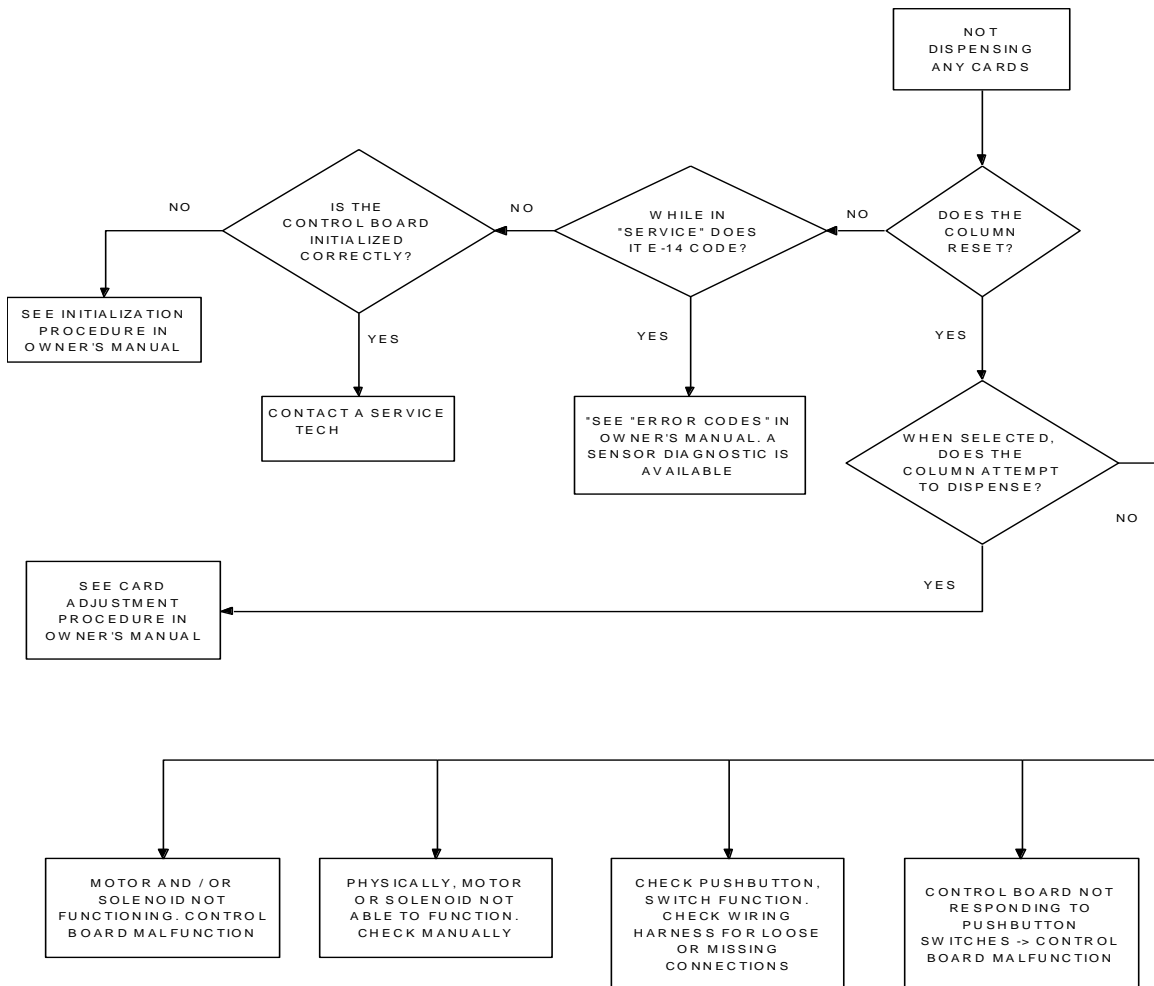 NOT
DISPENSING
ANY CARDS
DOES THE
COLUMN
RESET?
NO
WHILE IN
"SERVICE" DOES
IT E-14 CODE?
NO
IS THE
CONTROL BOARD
INITIALIZED
CORRECTLY?
NO
SEE INITIALIZATION
PROCEDURE IN
OWNER'S MANUAL
YES
CONTACT A SERVICE
TECH
YES
"SEE "ERROR CODES" IN
OWNER'S MANUAL. A
SENSOR DIAGNOSTIC IS
AVAILABLE
YES
WHEN SELECTED,
DOES THE
COLUMN ATTEMPT
TO DISPENSE?
NO
YES
SEE CARD
ADJUSTMENT
PROCEDURE IN
OWNER'S MANUAL
MOTOR AND / OR
SOLENOID NOT
FUNCTIONING. CONTROL
BOARD MALFUNCTION
PHYSICALLY, MOTOR
OR SOLENOID NOT
ABLE TO FUNCTION.
CHECK MANUALLY
CHECK PUSHBUTTON,
SWITCH FUNCTION.
CHECK WIRING
HARNESS FOR LOOSE
OR MISSING
CONNECTIONS
CONTROL BOARD NOT
RESPONDING TO
PUSHBUTTON
SWITCHES -> CONTROL
BOARD MALFUNCTION